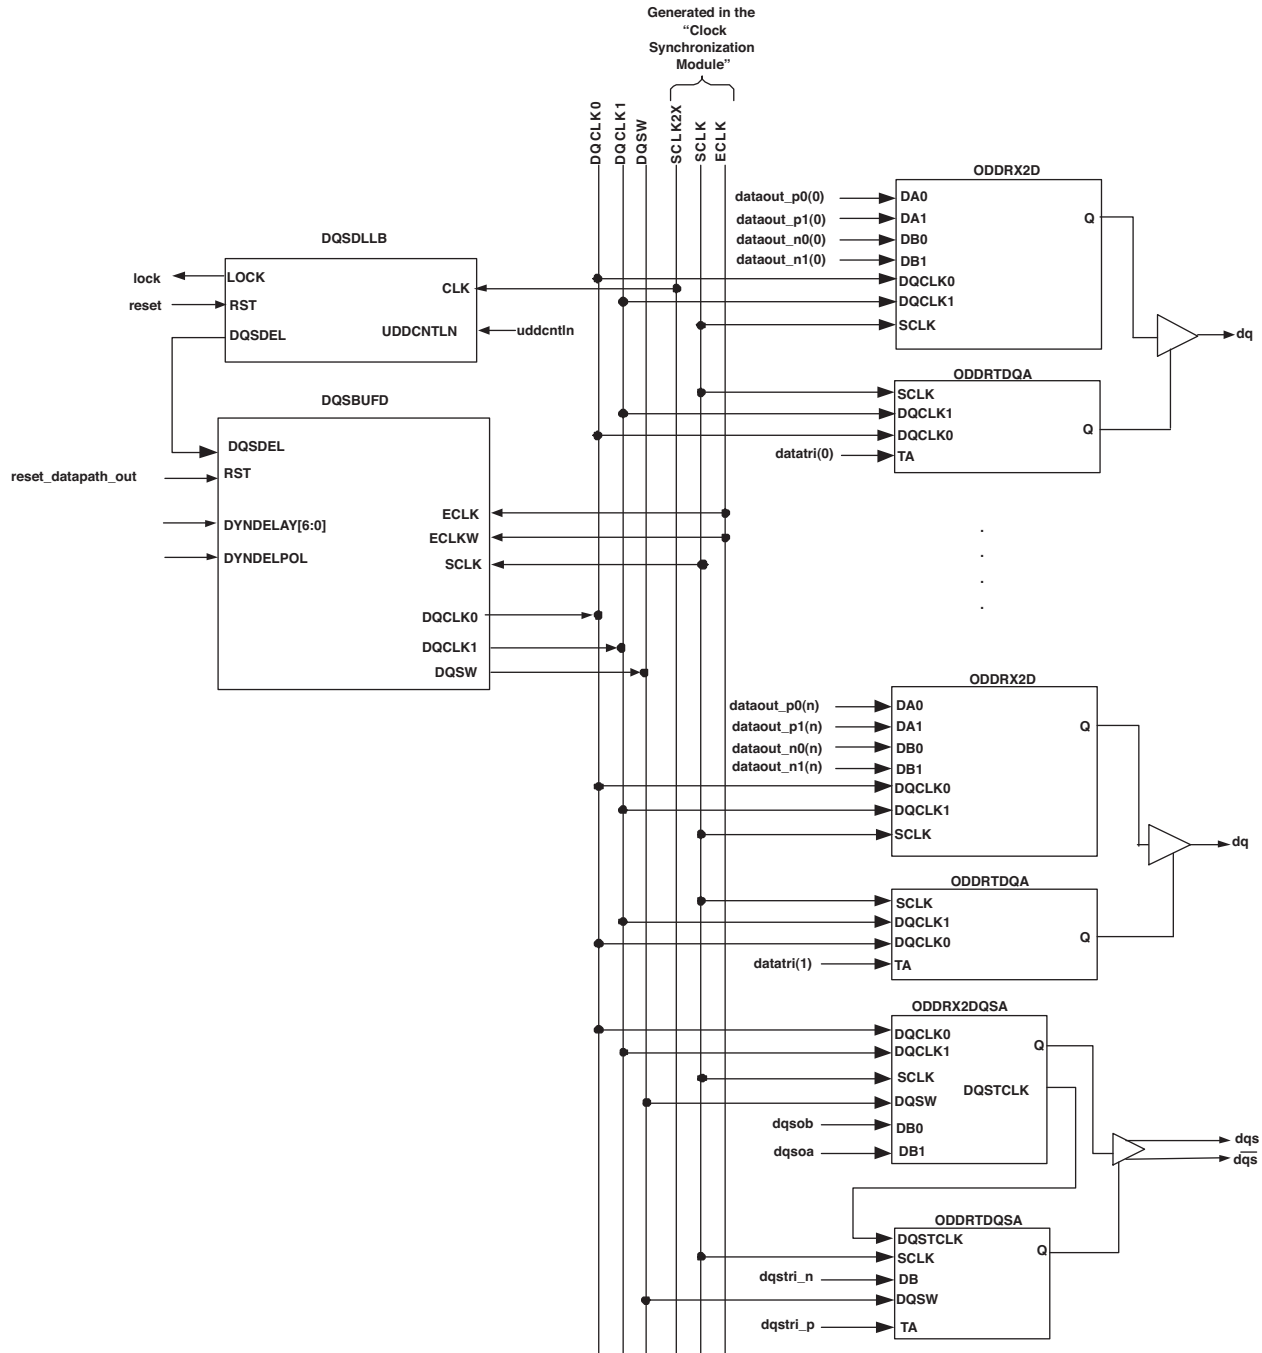 Generated in the
“Clock
Synchronization
Module”
DQCLK0
DQCLK1
DQSW
SCLK2X
SCLK
ECLK
DQSDLLB
lock
LOCK
reset
RST
DQSDEL
CLK
UDDCNTLN
uddcntln
DQSBUFD
DQSDEL
reset_datapath_out
RST
DYNDELAY[6:0]
DYNDELPOL
ECLK
ECLKW
SCLK
DQCLK0
DQCLK1
DQSW
ODDRX2D
dataout_p0(0)
DA0
dataout_p1(0)
DA1
dataout_n0(0)
DB0
dataout_n1(0)
DB1
DQCLK0
DQCLK1
SCLK
Q
dq
ODDRTDQA
SCLK
DQCLK1
DQCLK0
datatri(0)
TA
Q
.
.
.
.
ODDRX2D
dataout_p0(n)
DA0
dataout_p1(n)
DA1
dataout_n0(n)
DB0
dataout_n1(n)
DB1
DQCLK0
DQCLK1
SCLK
Q
dq
ODDRTDQA
SCLK
DQCLK1
DQCLK0
datatri(1)
TA
Q
ODDRX2DQSA
DQCLK0
DQCLK1
SCLK
DQSW
dqsob
DB0
dqsoa
DB1
Q
DQSTCLK
dqs
d̅q̅s̅
ODDRTDQSA
DQSTCLK
SCLK
dqstri_n
DB
DQSW
dqstri_p
TA
Q